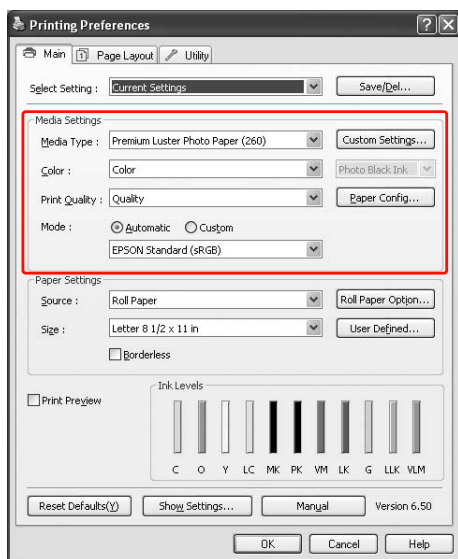 Printing Preferences
Main Page Layout Utility
Select Setting : Current Settings Save/Del...
Media Settings
Media Type : Premium Luster Photo Paper (260) Custom Settings...
Color : Color Photo Black Ink
Print Quality : Quality Paper Config...
Mode : Automatic Custom
EPSON Standard (sRGB)
Paper Settings
Source : Roll Paper Roll Paper Option...
Size : Letter 8 1/2 x 11 in User Defined...
Borderless
Print Preview
Ink Levels
C O Y LC MK PK VM LK G LLK VLM
Reset Defaults(Y) Show Settings... Manual Version 6.50
OK Cancel Help